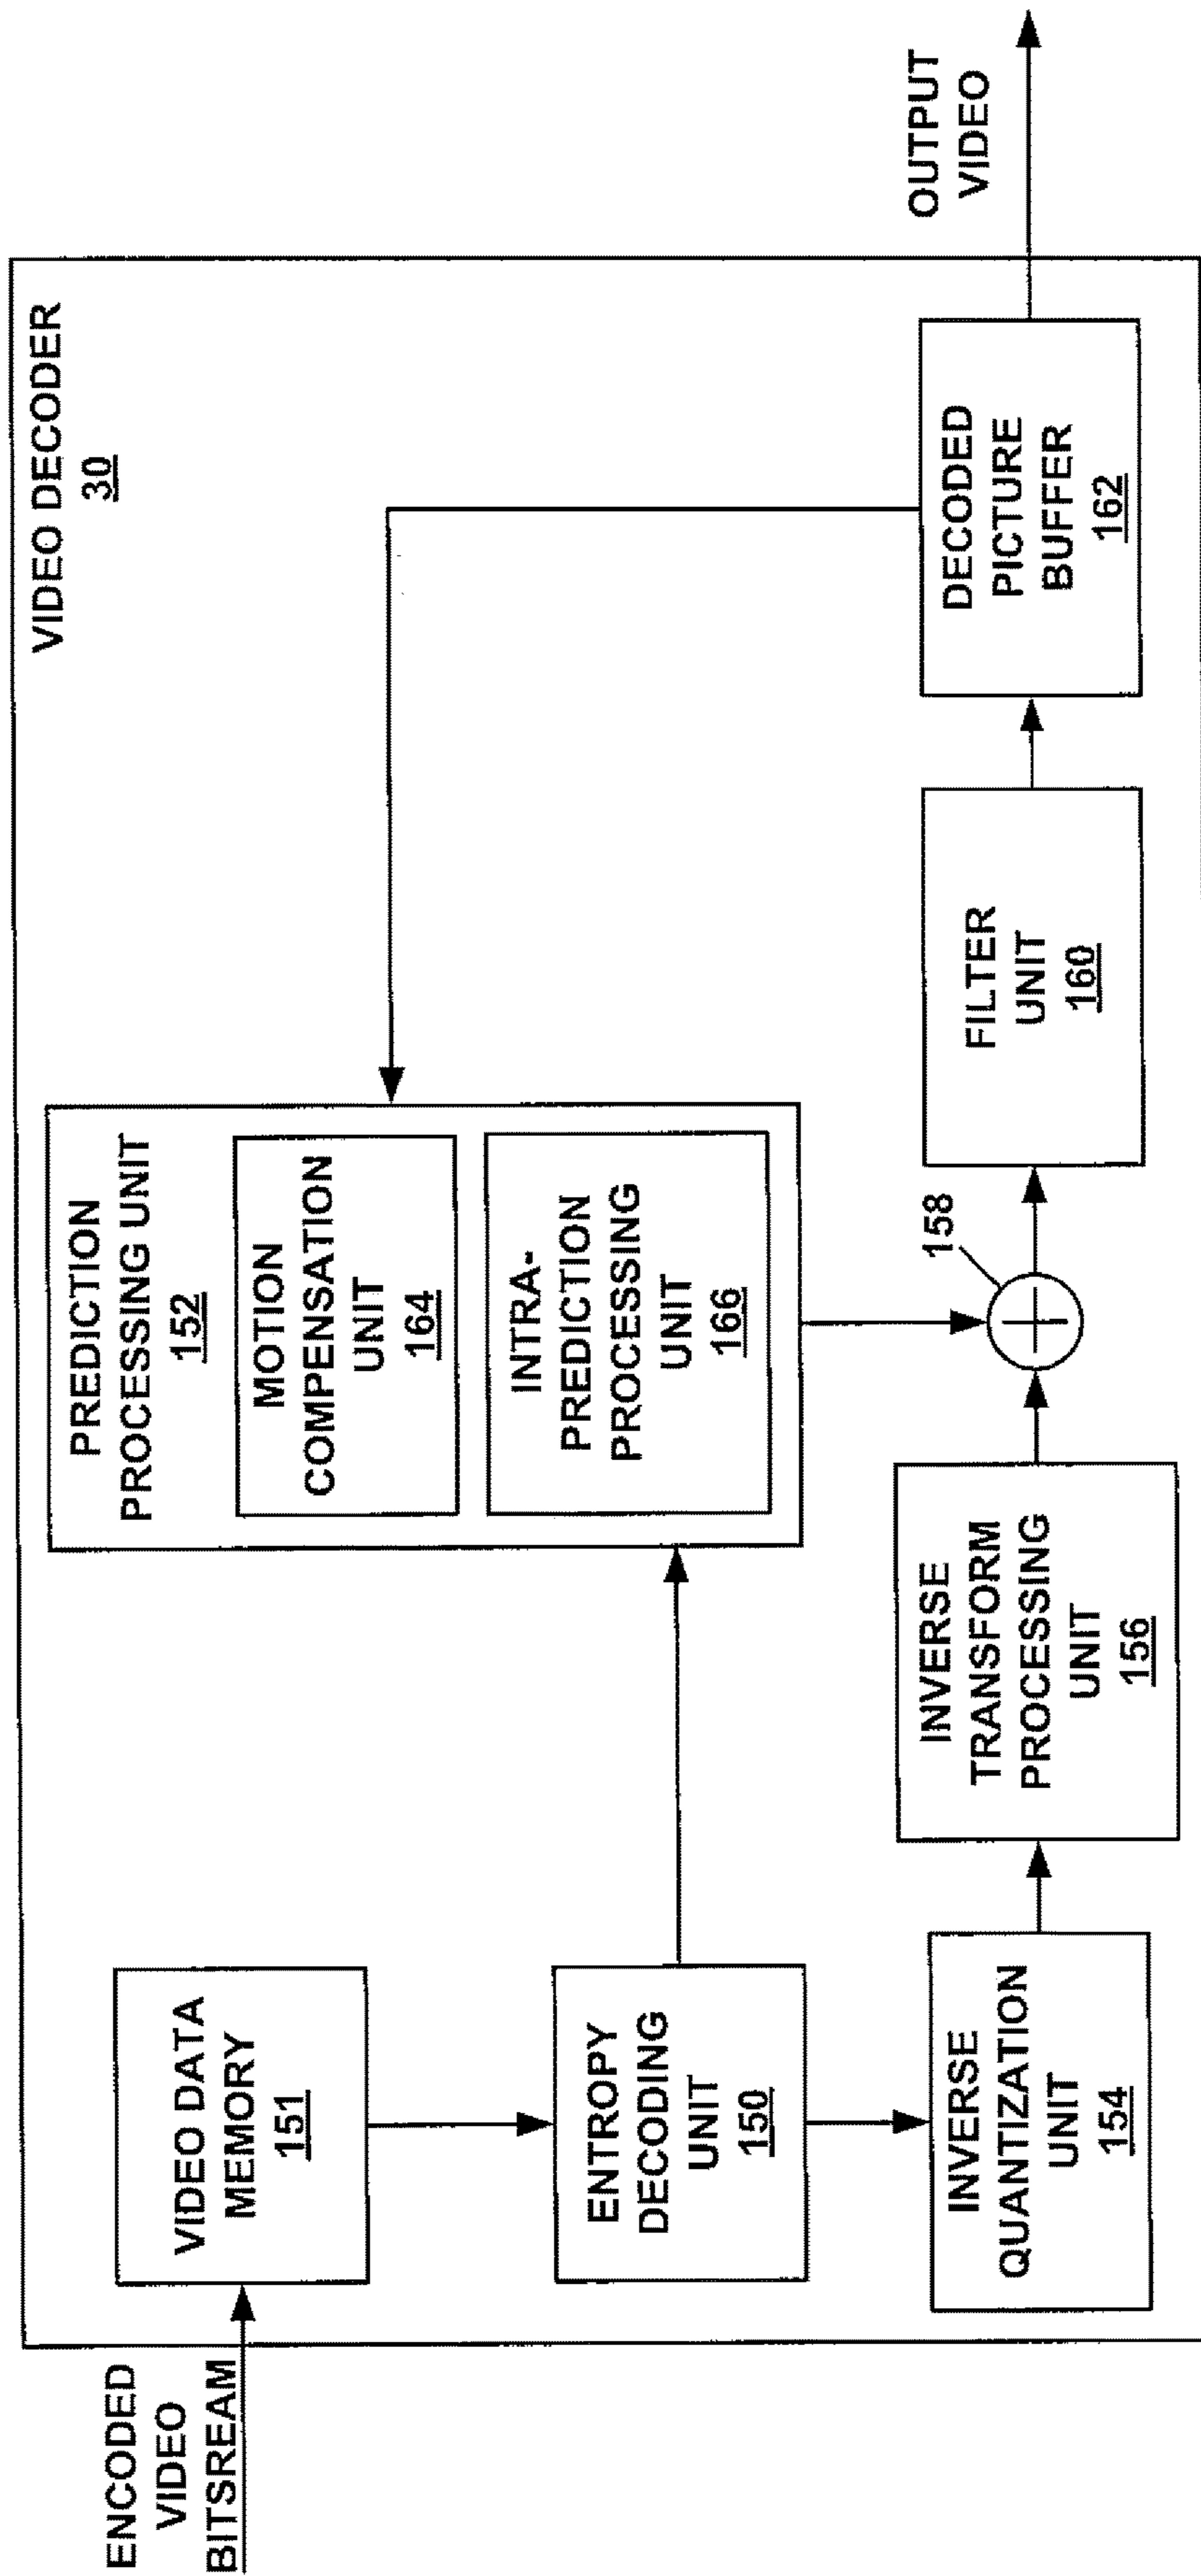 VIDEO DECODER
30
ENCODED
VIDEO
BITSREAM
VIDEO DATA
MEMORY
151
ENTROPY
DECODING
UNIT
150
PREDICTION
PROCESSING UNIT
152
MOTION
COMPENSATION
UNIT
164
INTRA-
PREDICTION
PROCESSING
UNIT
166
INVERSE
QUANTIZATION
UNIT
154
INVERSE
TRANSFORM
PROCESSING
UNIT
156
158
FILTER
UNIT
160
DECODED
PICTURE
BUFFER
162
OUTPUT
VIDEO